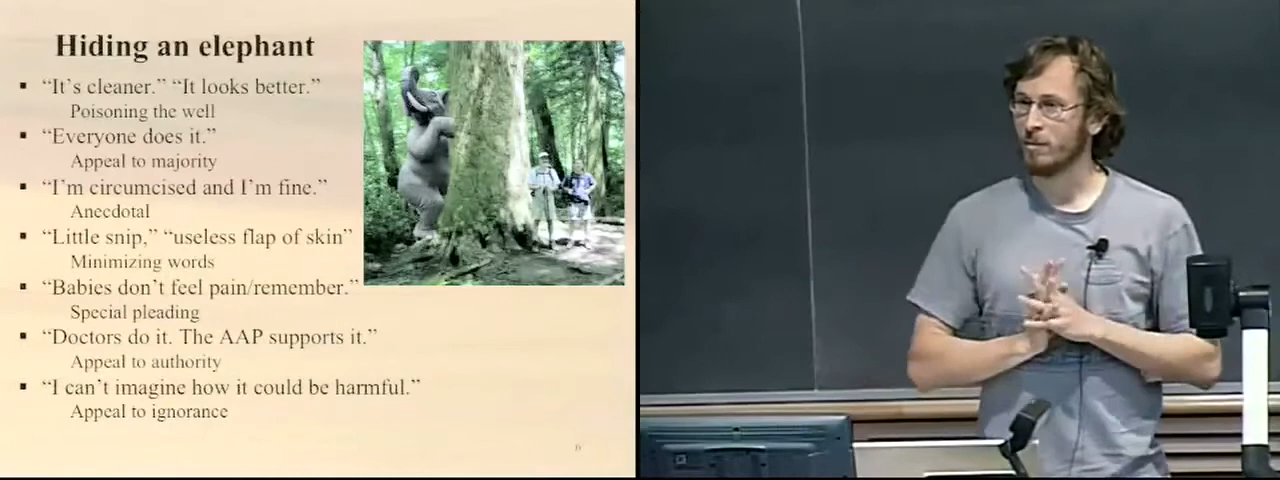 Hiding an elephant
▪ “It’s cleaner.” “It looks better.”
Poisoning the well
▪ “Everyone does it.”
Appeal to majority
▪ “I’m circumcised and I’m fine.”
Anecdotal
▪ “Little snip,” “useless flap of skin”
Minimizing words
▪ “Babies don’t feel pain/remember.”
Special pleading
▪ “Doctors do it. The AAP supports it.”
Appeal to authority
▪ “I can’t imagine how it could be harmful.”
Appeal to ignorance